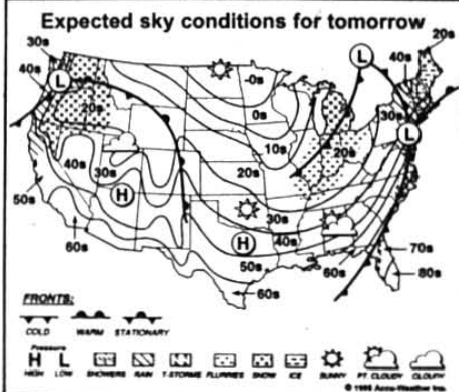 Expected sky conditions for tomorrow
30s
20s
40s
-0s
40s
L
L
20s
0s
30s
L
10s
20s
40s
30s
20s
50s
H
30s
60s
H
40s
50s
60s
70s
80s
60s
FRONTS:
COLD WARM STATIONARY
Pressure
H L
HIGH LOW SHOWERS RAIN T-STORMS FLURRIES SNOW ICE SUNNY PT. CLOUDY CLOUDY
Accu-Weather, Inc.